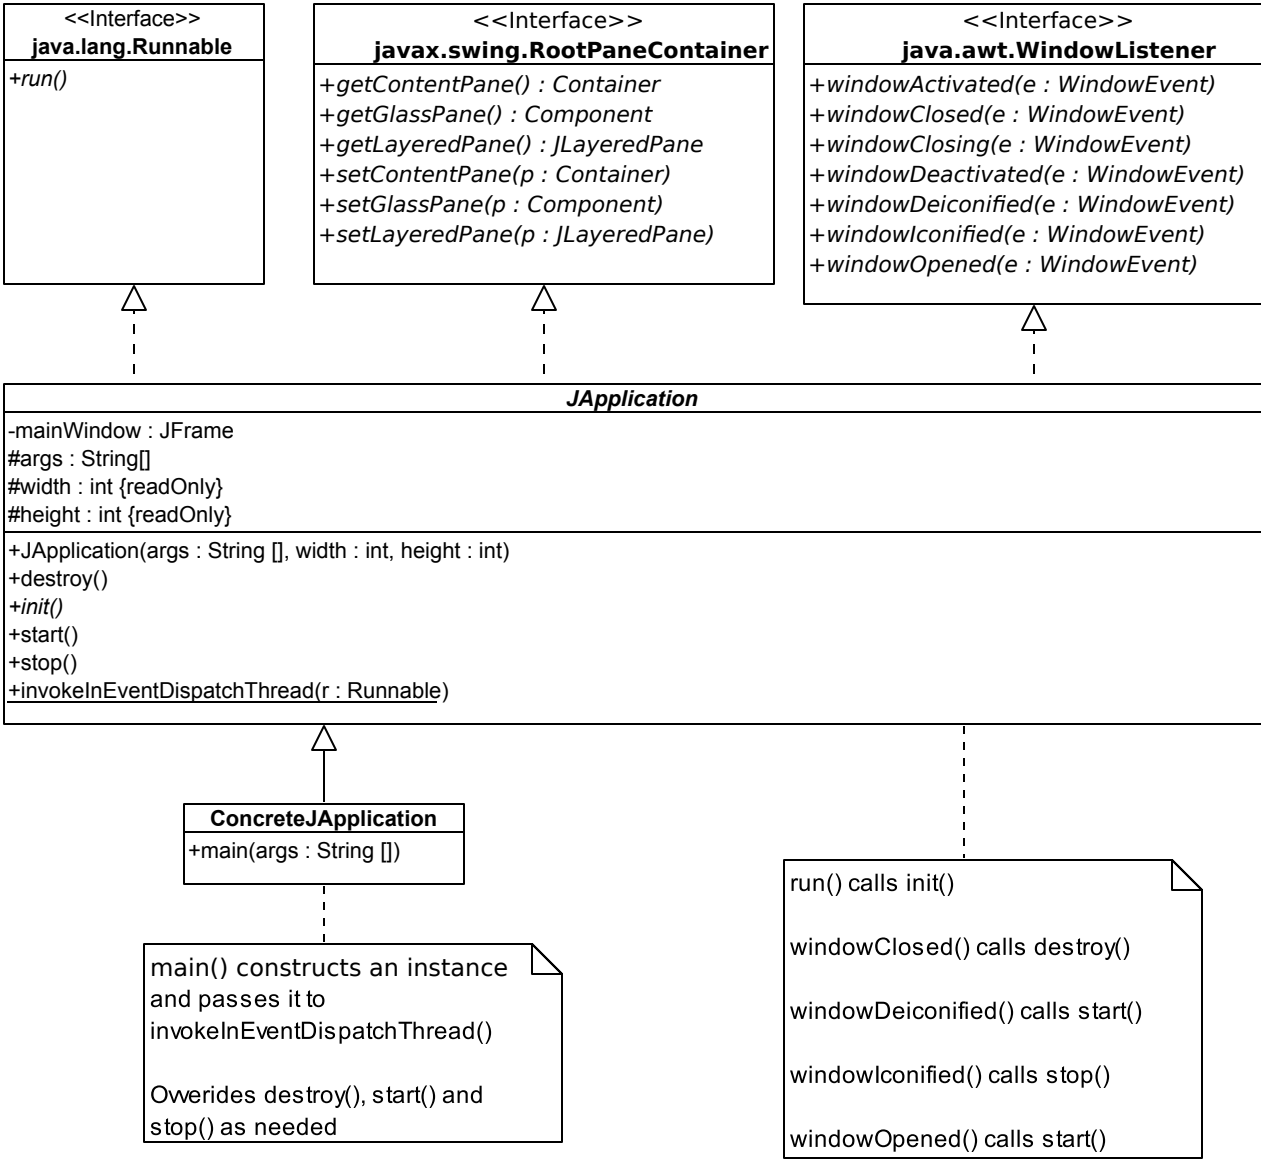 <<Interface>>
java.lang.Runnable
+run()
<<Interface>>
javax.swing.RootPaneContainer
+getContentPane() : Container
+getGlassPane() : Component
+getLayeredPane() : JLayeredPane
+setContentPane(p : Container)
+setGlassPane(p : Component)
+setLayeredPane(p : JLayeredPane)
<<Interface>>
java.awt.WindowListener
+windowActivated(e : WindowEvent)
+windowClosed(e : WindowEvent)
+windowClosing(e : WindowEvent)
+windowDeactivated(e : WindowEvent)
+windowDeiconified(e : WindowEvent)
+windowIconified(e : WindowEvent)
+windowOpened(e : WindowEvent)
JApplication
-mainWindow : JFrame
#args : String[]
#width : int {readOnly}
#height : int {readOnly}
+JApplication(args : String [], width : int, height : int)
+destroy()
+init()
+start()
+stop()
+invokeInEventDispatchThread(r : Runnable)
ConcreteJApplication
+main(args : String [])
main() constructs an instance
and passes it to
invokeInEventDispatchThread()
Ovverides destroy(), start() and
stop() as needed
run() calls init()
windowClosed() calls destroy()
windowDeiconified() calls start()
windowIconified() calls stop()
windowOpened() calls start()